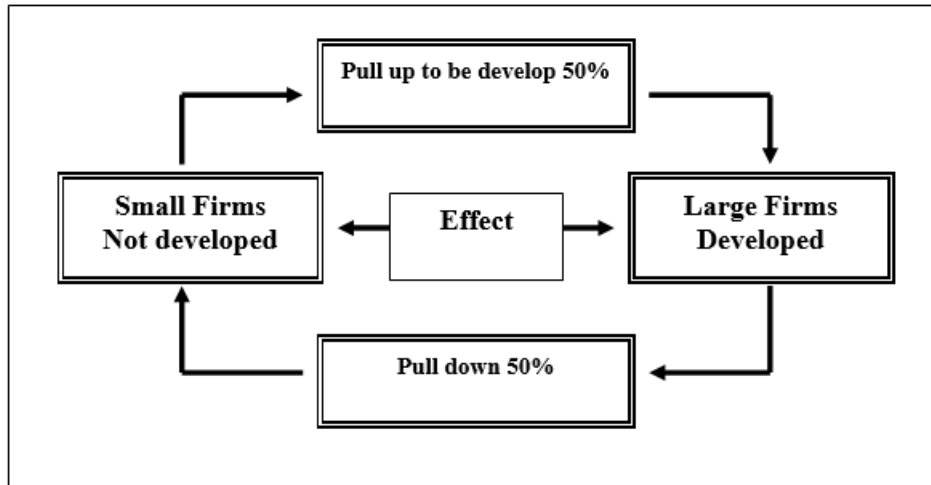 Pull up to be develop 50%
Small Firms
Not developed
Effect
Large Firms
Developed
Pull down 50%